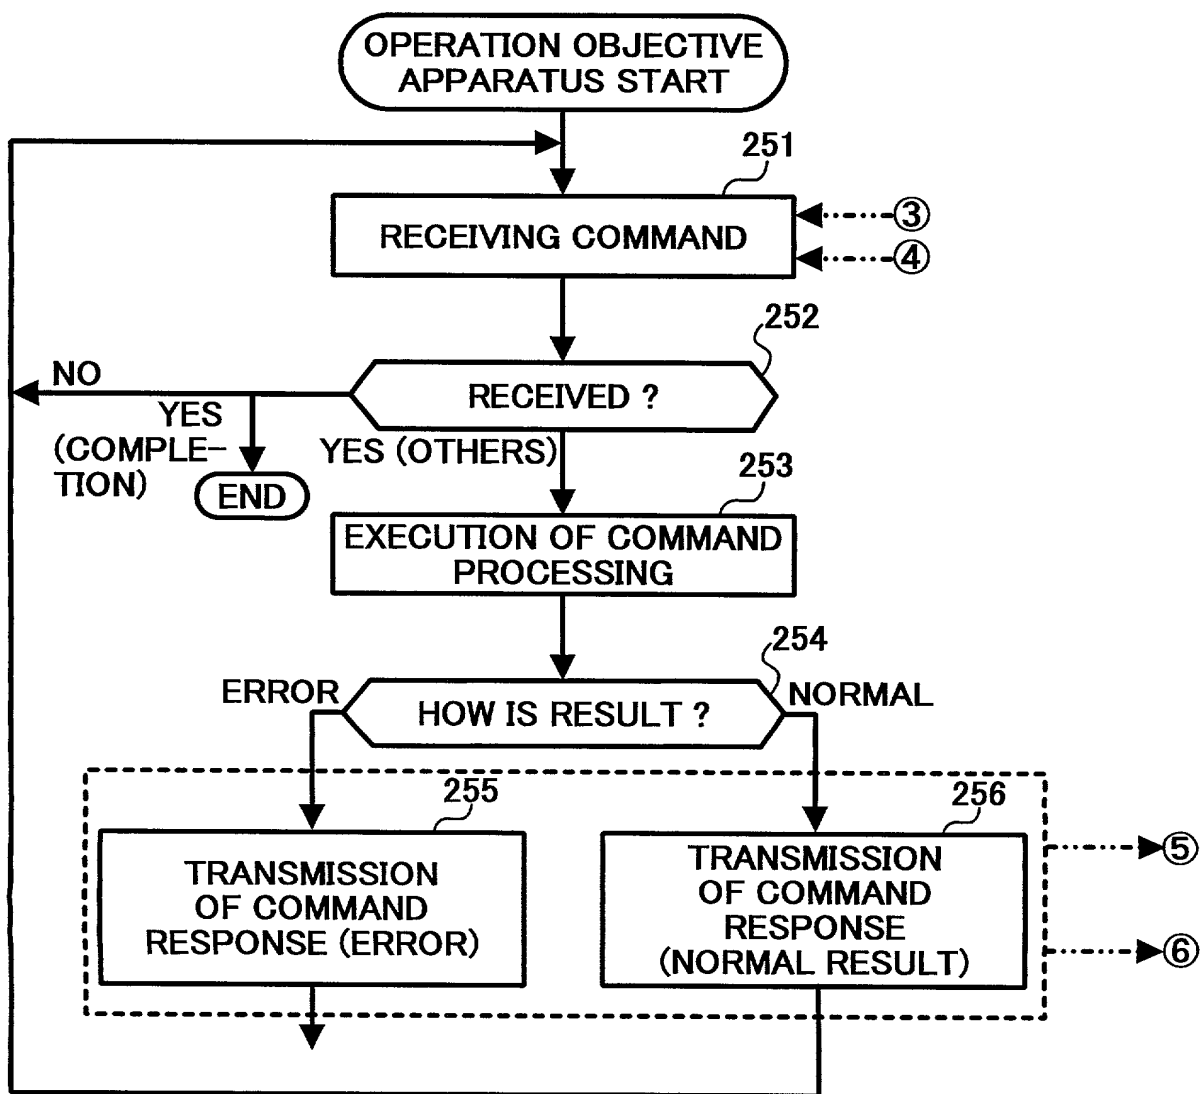 OPERATION OBJECTIVE
APPARATUS START
251
RECEIVING COMMAND
③
④
252
RECEIVED ?
NO
YES
(COMPLE-
TION)
END
YES (OTHERS)
253
EXECUTION OF COMMAND
PROCESSING
254
HOW IS RESULT ?
ERROR
NORMAL
255
TRANSMISSION
OF COMMAND
RESPONSE (ERROR)
256
TRANSMISSION
OF COMMAND
RESPONSE
(NORMAL RESULT)
⑤
⑥